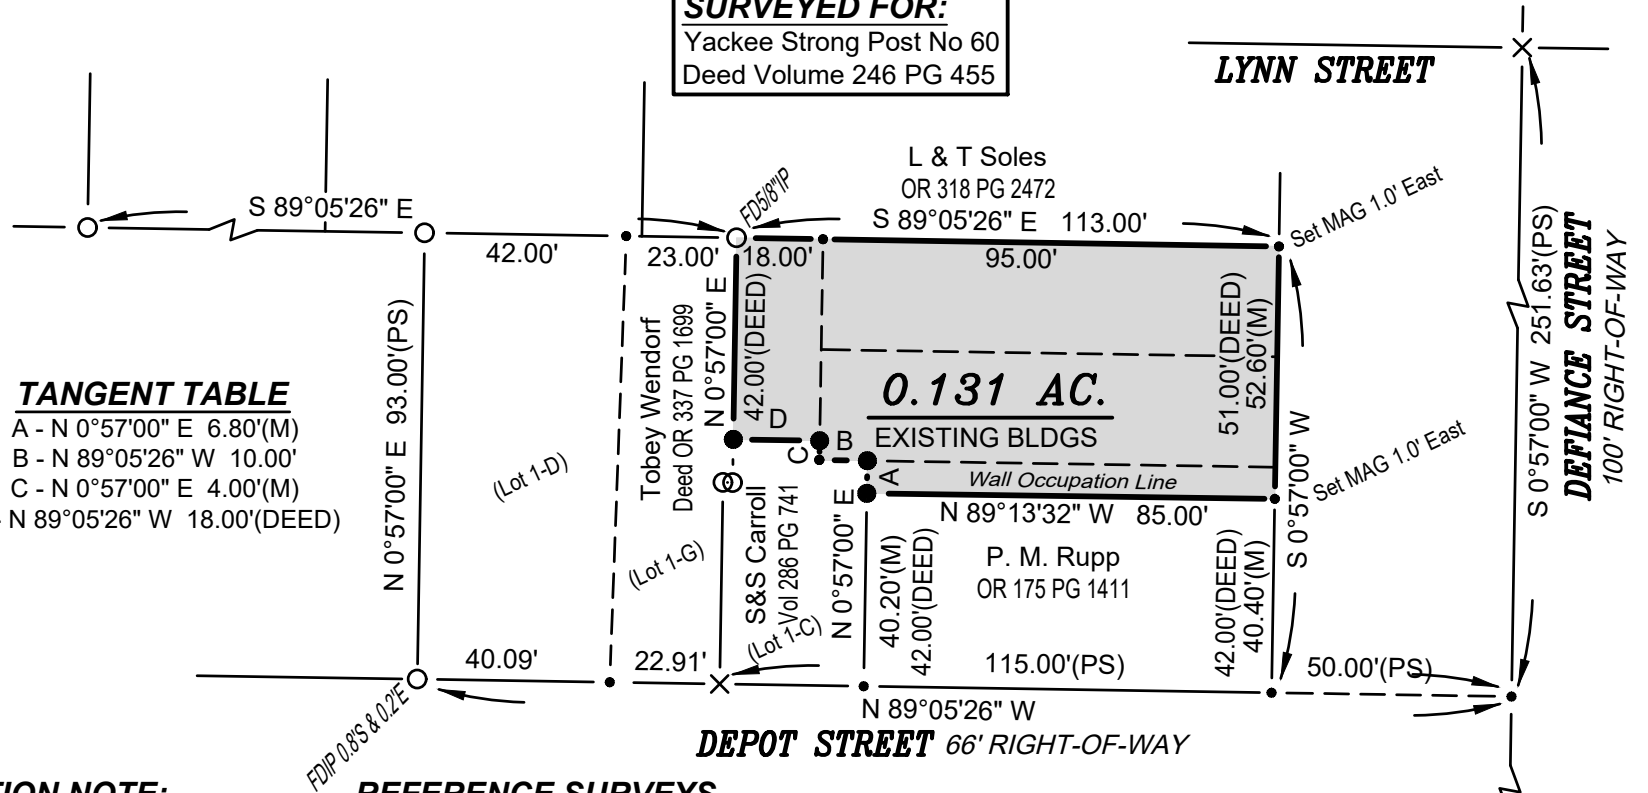 SURVEYED FOR:
Yackee Strong Post No 60
Deed Volume 246 PG 455
LYNN STREET
L & T Soles
OR 318 PG 2472
S 89°05'26" E 113.00'
Set MAG 1.0' East
FD5/8"IP
S 89°05'26" E
42.00'
23.00'
18.00'
95.00'
S 0°57'00" W 251.63'(PS)
DEFIANCE STREET
100' RIGHT-OF-WAY
N 0°57'00" E 93.00'(PS)
Tobey Wendorf
Deed OR 337 PG 1699
N 0°57'00" E
42.00'(DEED)
51.00'(DEED)
52.60'(M)
0.131 AC.
EXISTING BLDGS
TANGENT TABLE
A - N 0°57'00" E 6.80'(M)
B - N 89°05'26" W 10.00'
C - N 0°57'00" E 4.00'(M)
- N 89°05'26" W 18.00'(DEED)
D
B
C
A
Wall Occupation Line
S 0°57'00" W
Set MAG 1.0' East
N 89°13'32" W 85.00'
(Lot 1-D)
(Lot 1-G)
S&S Carroll
Vol 286 PG 741
(Lot 1-C)
N 0°57'00" E
40.20'(M)
42.00'(DEED)
P. M. Rupp
OR 175 PG 1411
42.00'(DEED)
40.40'(M)
40.09'
22.91'
115.00'(PS)
50.00'(PS)
N 89°05'26" W
DEPOT STREET 66' RIGHT-OF-WAY
FDIP 0.8'S & 0.2'E
TION NOTE:
REFERENCE SURVEYS